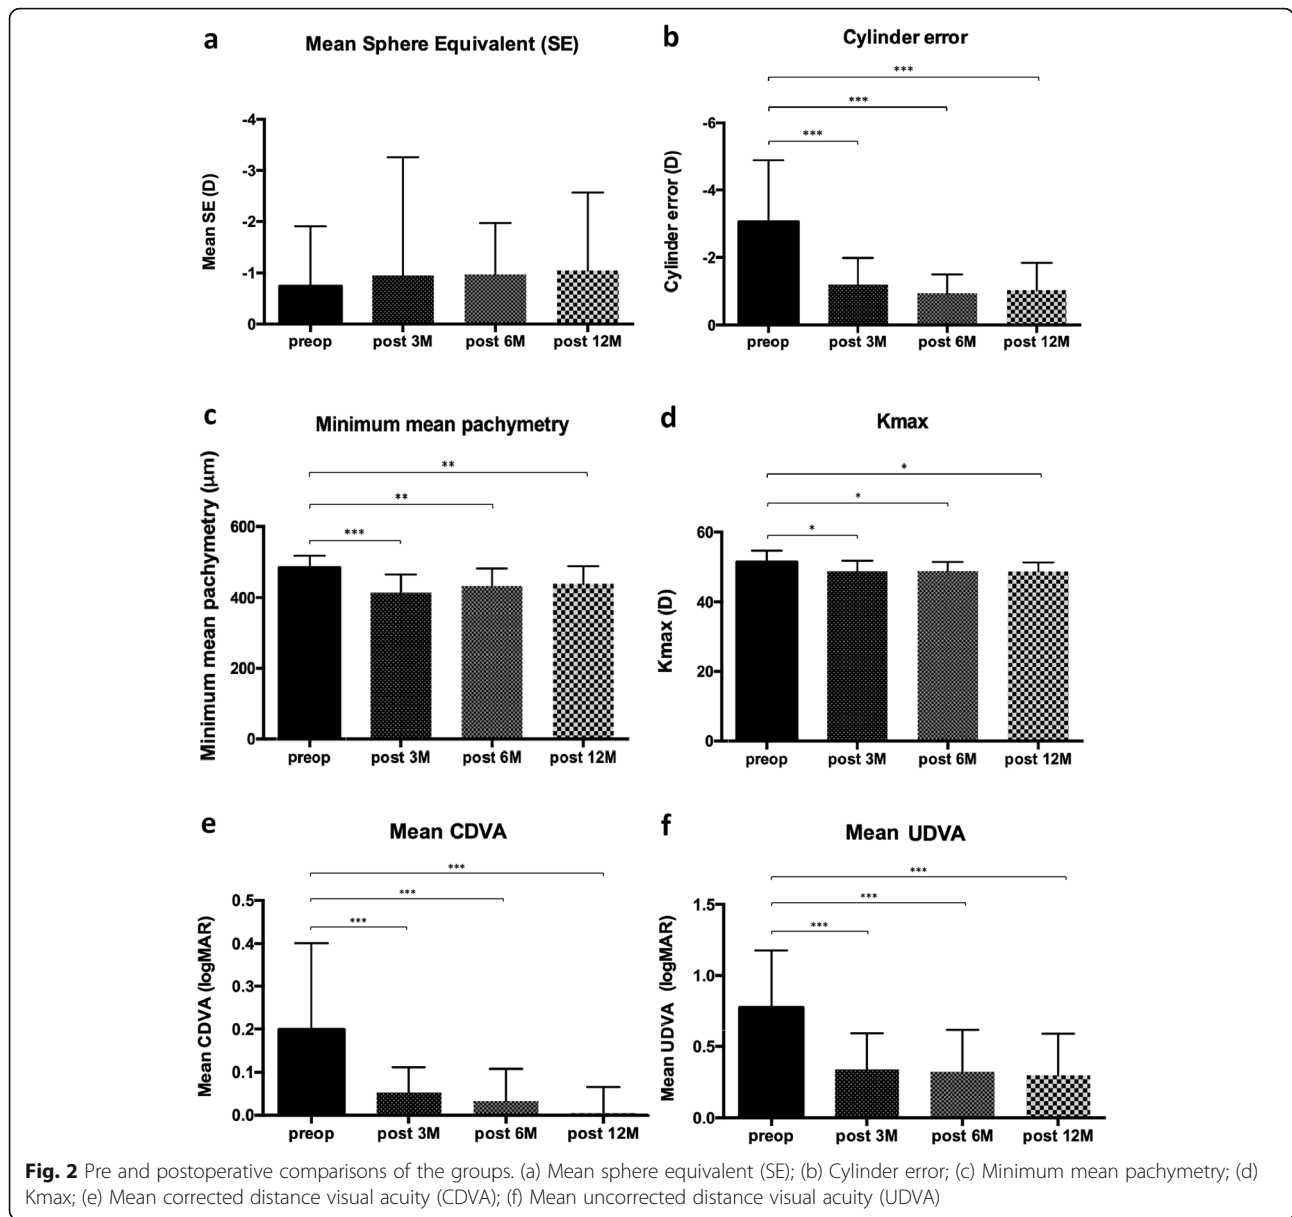 a
Mean Sphere Equivalent (SE)
Mean SE (D)
-4
-3
-2
-1
0
preop
post 3M
post 6M
post 12M
b
Cylinder error
***
***
***
Cylinder error (D)
-6
-4
-2
0
preop
post 3M
post 6M
post 12M
c
Minimum mean pachymetry
**
**
***
Minimum mean pachymetry (µm)
600
400
200
0
preop
post 3M
post 6M
post 12M
d
Kmax
*
*
*
Kmax (D)
60
40
20
0
preop
post 3M
post 6M
post 12M
e
Mean CDVA
***
***
***
Mean CDVA (logMAR)
0.5
0.4
0.3
0.2
0.1
0.0
preop
post 3M
post 6M
post 12M
f
Mean UDVA
***
***
***
Mean UDVA (logMAR)
1.5
1.0
0.5
0.0
preop
post 3M
post 6M
post 12M
Fig. 2 Pre and postoperative comparisons of the groups. (a) Mean sphere equivalent (SE); (b) Cylinder error; (c) Minimum mean pachymetry; (d)
Kmax; (e) Mean corrected distance visual acuity (CDVA); (f) Mean uncorrected distance visual acuity (UDVA)